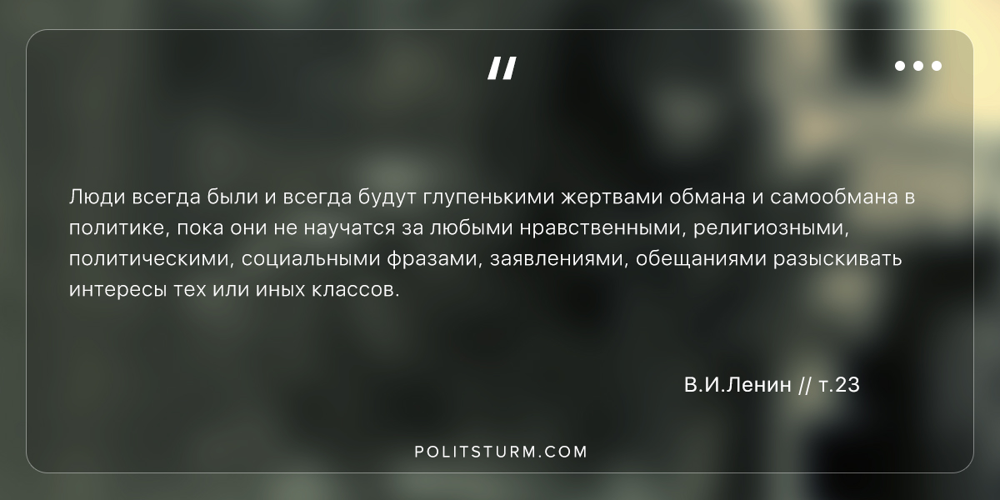 "
Люди всегда были и всегда будут глупенькими жертвами обмана и самообмана в
политике, пока они не научатся за любыми нравственными, религиозными,
политическими, социальными фразами, заявлениями, обещаниями разыскивать
интересы тех или иных классов.
В.И.Ленин // т.23
POLITSTURM.COM